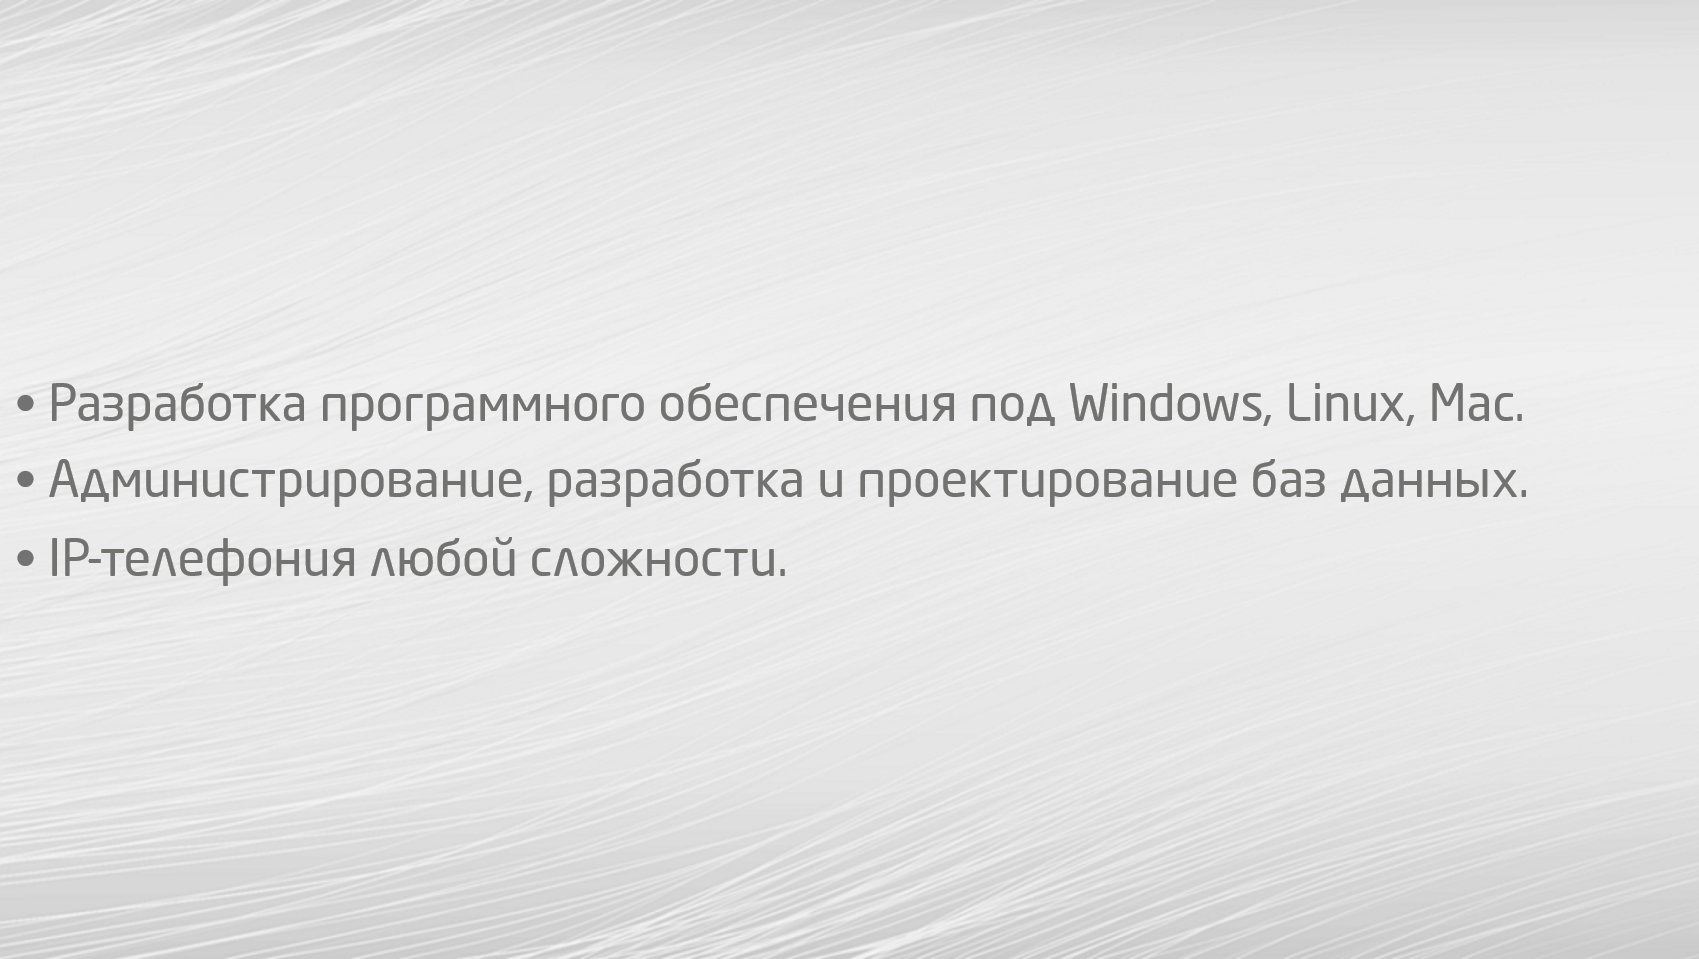 • Разработка программного обеспечения под Windows, Linux, Mac.
• Администрирование, разработка и проектирование баз данных.
• IP-телефония любой сложности.